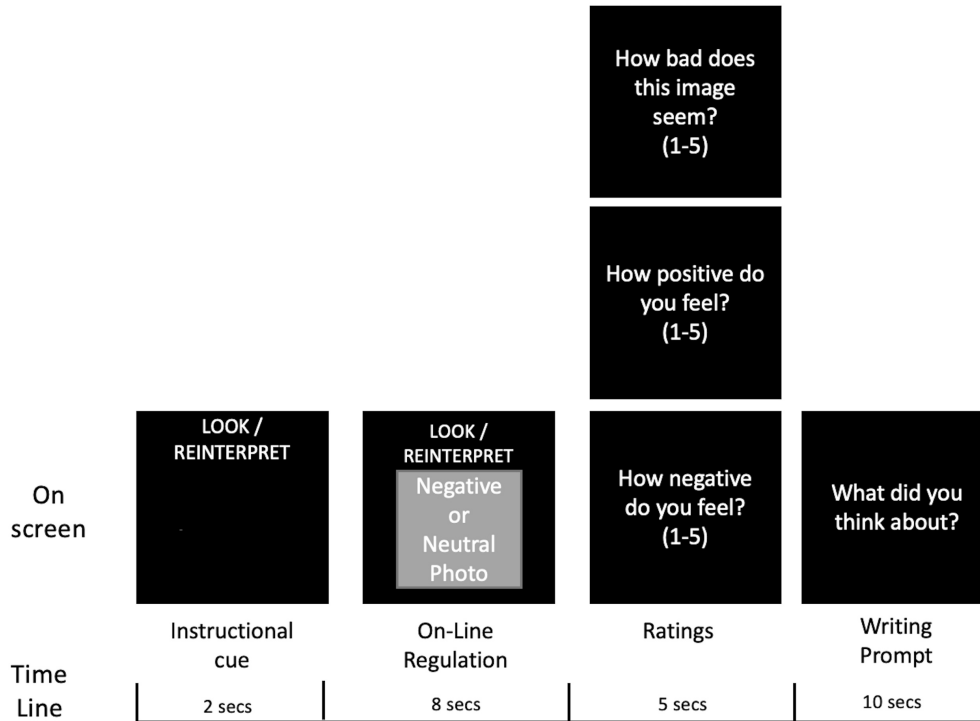 How bad does
this image
seem?
(1-5)
How positive do
you feel?
(1-5)
LOOK /
REINTERPRET
LOOK /
REINTERPRET
Negative
or
Neutral
Photo
How negative
do you feel?
(1-5)
What did you
think about?
On
screen
Instructional
cue
On-Line
Regulation
Ratings
Writing
Prompt
Time
Line
2 secs
8 secs
5 secs
10 secs